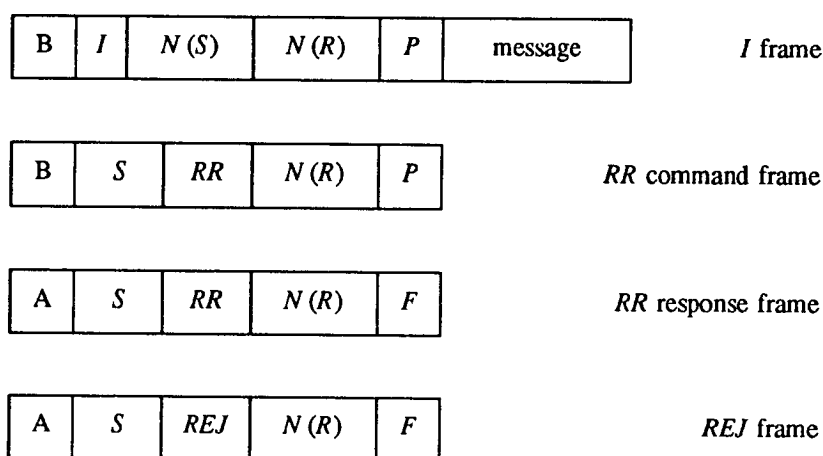 B I N (S) N (R) P message I frame
B S RR N (R) P RR command frame
A S RR N (R) F RR response frame
A S REJ N (R) F REJ frame